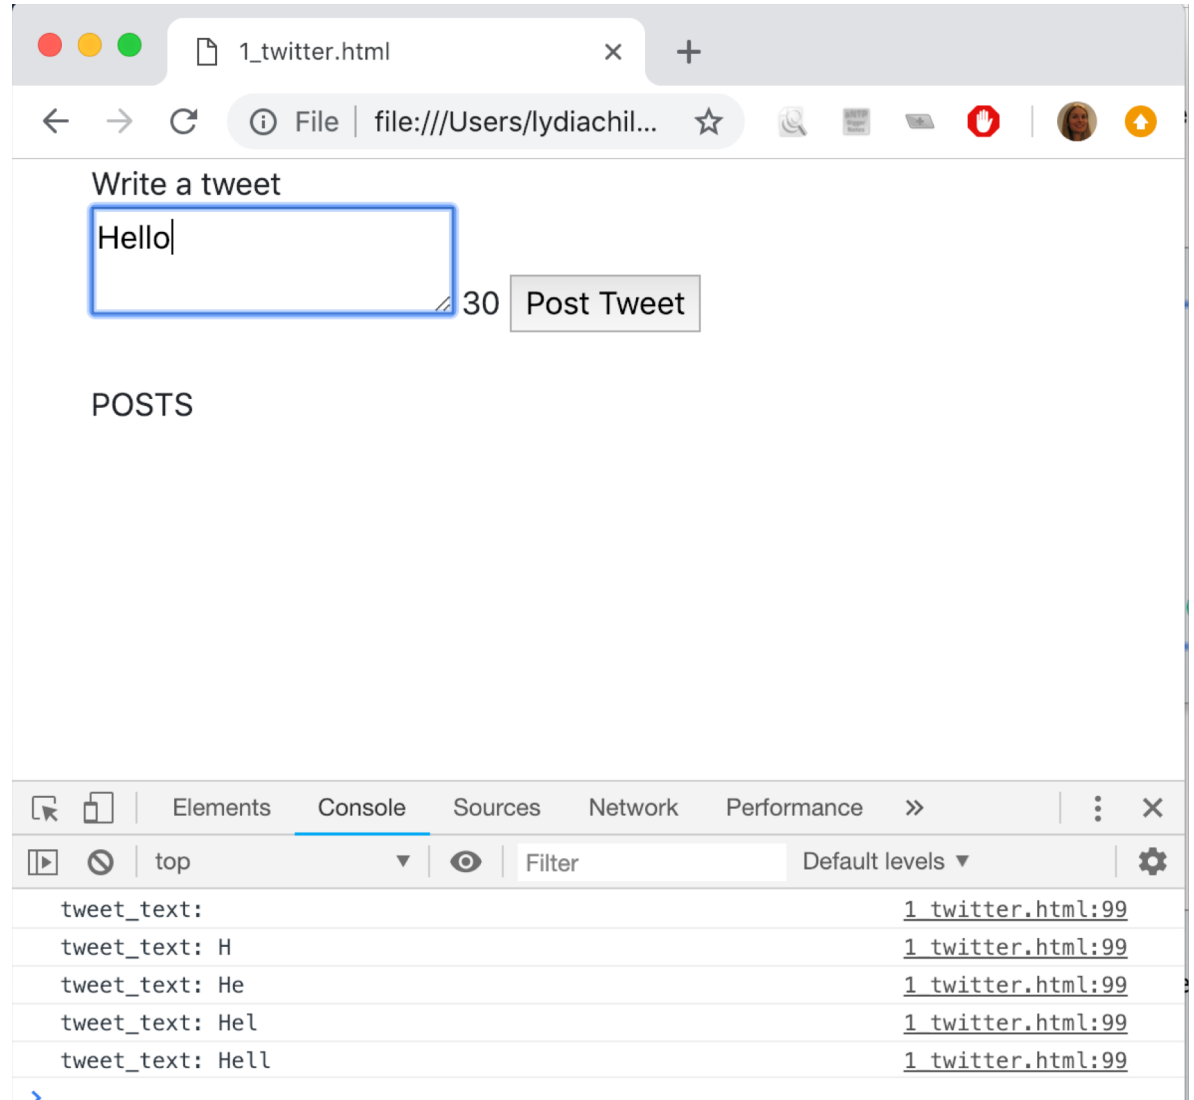 1_twitter.html
File file:///Users/lydiachil...
Write a tweet
Hello
30 Post Tweet
POSTS
Elements Console Sources Network Performance »
top Filter Default levels
tweet_text: 1_twitter.html:99
tweet_text: H 1_twitter.html:99
tweet_text: He 1_twitter.html:99
tweet_text: Hel 1_twitter.html:99
tweet_text: Hell 1_twitter.html:99